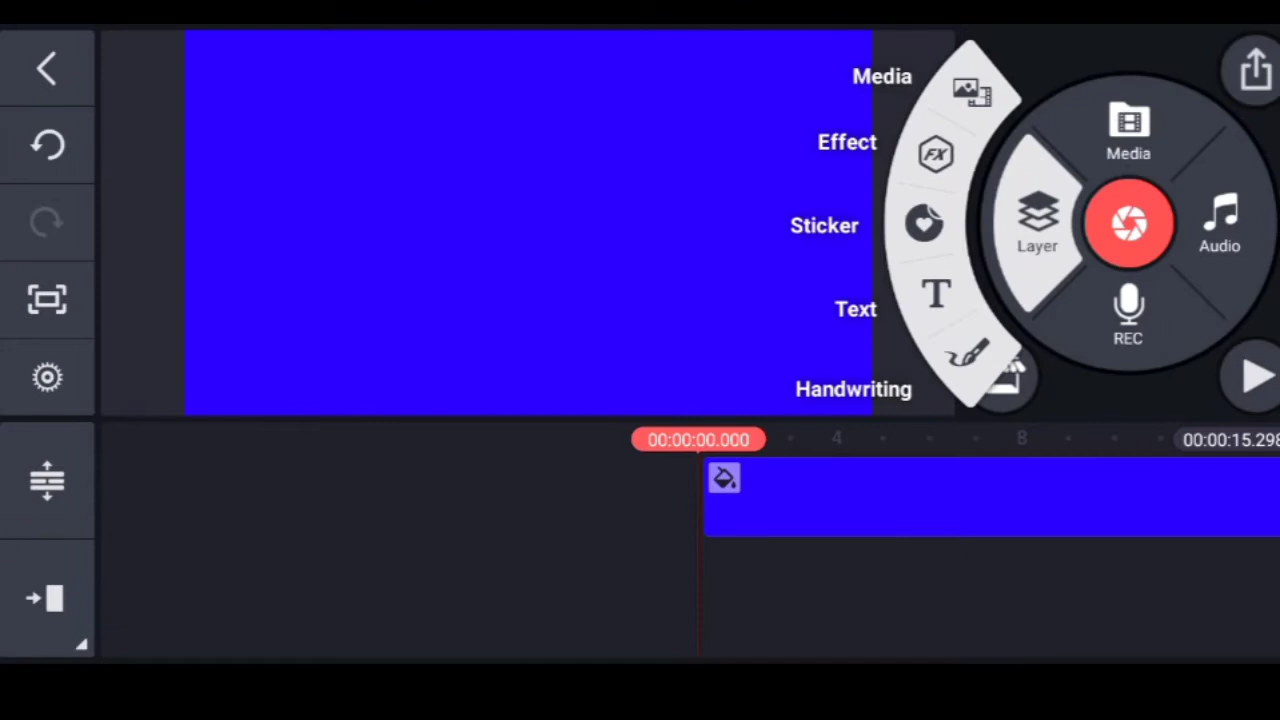 Media
Effect
Sticker
Text
Handwriting
FX
T
Media
Layer
Audio
REC
00:00:00.000
4
8
00:00:15.298